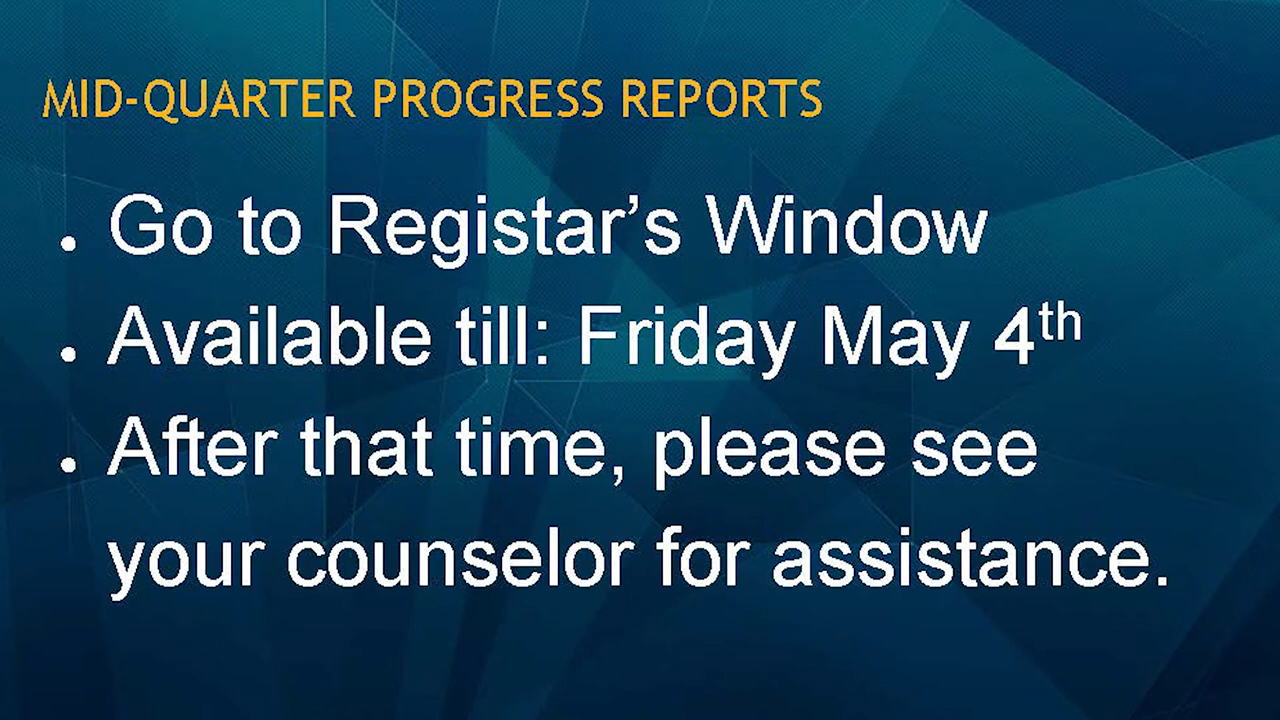 MID-QUARTER PROGRESS REPORTS
• Go to Registar’s Window
• Available till: Friday May 4th
• After that time, please see
your counselor for assistance.